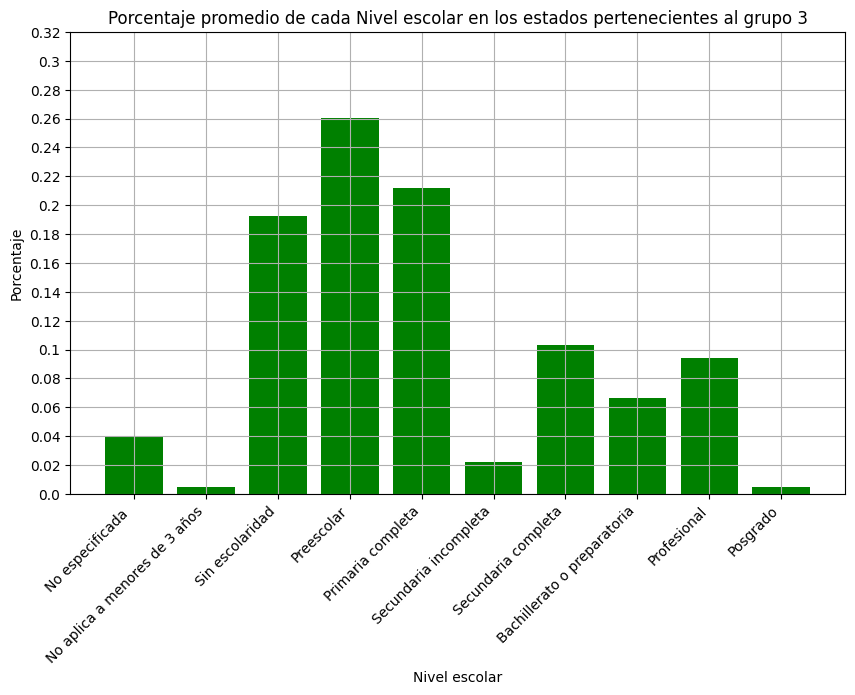 Porcentaje promedio de cada Nivel escolar en los estados pertenecientes al grupo 3
0.32
0.3
0.28
0.26
0.24
0.22
0.2
0.18
0.16
0.14
0.12
0.1
0.08
0.06
0.04
0.02
0.0
Porcentaje
No especificada
No aplica a menores de 3 años
Sin escolaridad
Preescolar
Primaria completa
Secundaria incompleta
Secundaria completa
Bachillerato o preparatoria
Profesional
Posgrado
Nivel escolar